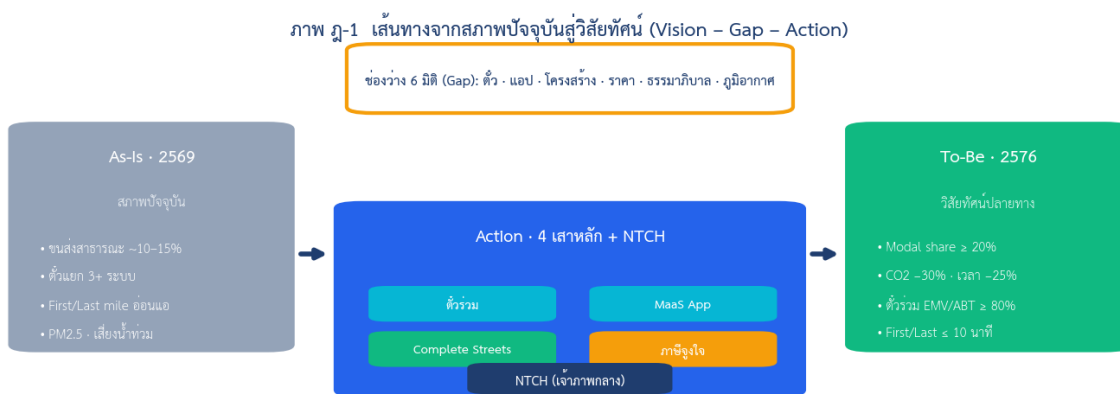 ภาพ ฎ-1 เส้นทางจากสภาพปัจจุบันสู่วิสัยทัศน์ (Vision – Gap – Action)
ช่องว่าง 6 มิติ (Gap): ตั๋ว · แอป · โครงสร้าง · ราคา · ธรรมาภิบาล · ภูมิอากาศ
As-Is · 2569
สภาพปัจจุบัน
• ขนส่งสาธารณะ ~10–15%
• ตั๋วแยก 3+ ระบบ
• First/Last mile อ่อนแอ
• PM2.5 · เสี่ยงน้ำท่วม
Action · 4 เสาหลัก + NTCH
ตั๋วร่วม
MaaS App
Complete Streets
ภาษีจูงใจ
NTCH (เจ้าภาพกลาง)
To-Be · 2576
วิสัยทัศน์ปลายทาง
• Modal share ≥ 20%
• CO2 −30% · เวลา −25%
• ตั๋วร่วม EMV/ABT ≥ 80%
• First/Last ≤ 10 นาที